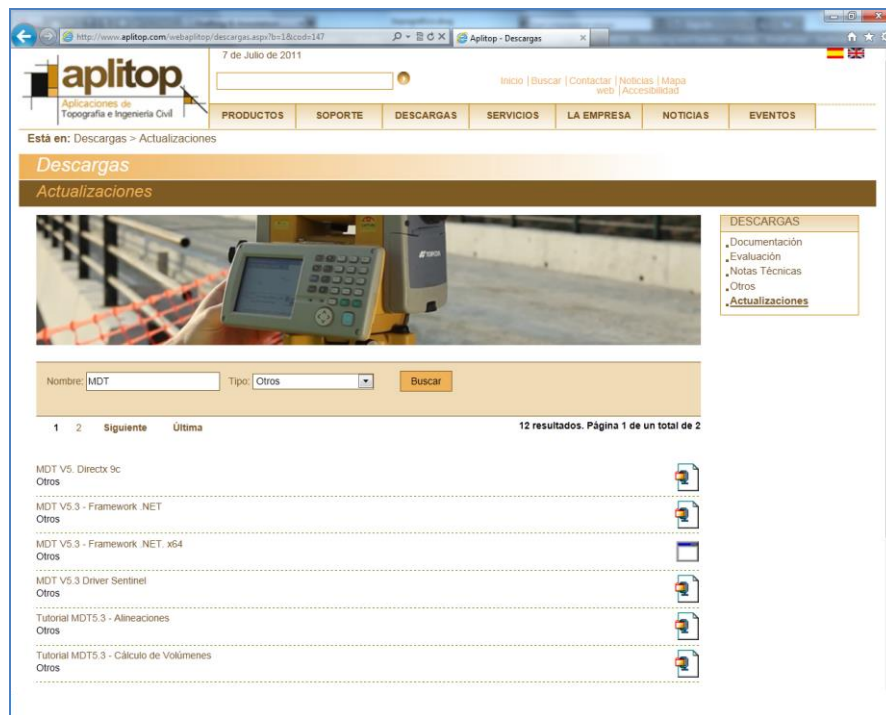 http://www.aplitop.com/webaplitop/descargas.aspx?b=1&cod=147
Aplitop - Descargas
7 de Julio de 2011
aplitop
Aplicaciones de
Topografía e Ingeniería Civil
Inicio | Buscar | Contactar | Noticias | Mapa
web | Accesibilidad
PRODUCTOS SOPORTE DESCARGAS SERVICIOS LA EMPRESA NOTICIAS EVENTOS
Está en: Descargas > Actualizaciones
Descargas
Actualizaciones
TOPCON
DESCARGAS
Documentación
Evaluación
Notas Técnicas
Otros
Actualizaciones
Nombre: MDT Tipo: Otros Buscar
1 2 Siguiente Última 12 resultados. Página 1 de un total de 2
MDT V5. Directx 9c
Otros
MDT V5.3 - Framework .NET
Otros
MDT V5.3 - Framework .NET. x64
Otros
MDT V5.3 Driver Sentinel
Otros
Tutorial MDT5.3 - Alineaciones
Otros
Tutorial MDT5.3 - Cálculo de Volúmenes
Otros